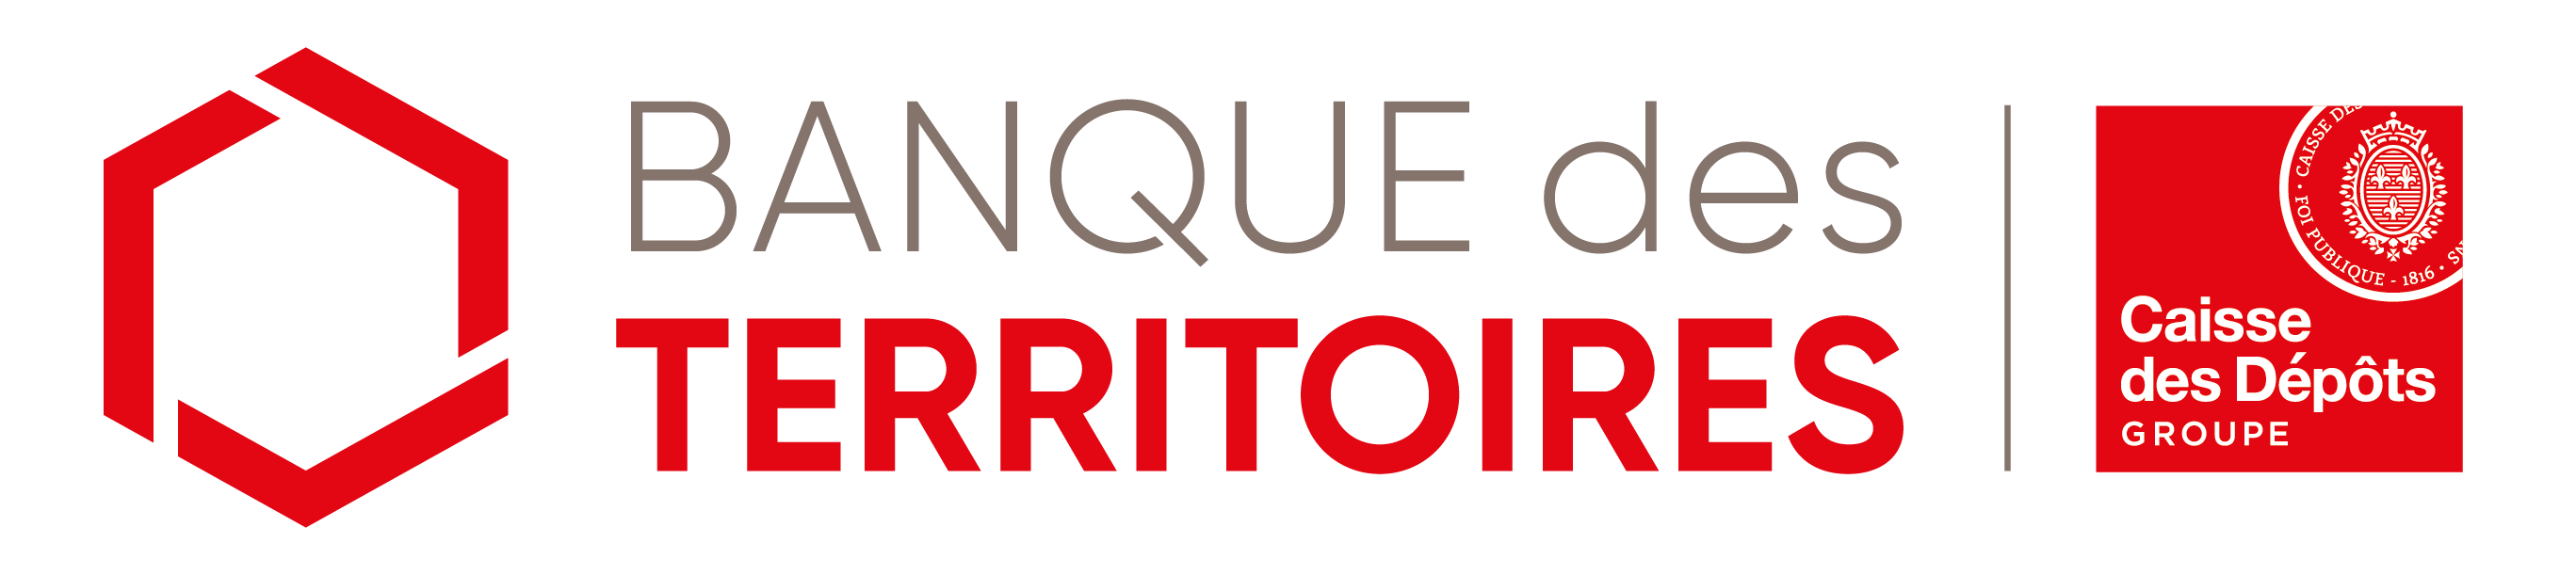 BANQUE des
TERRITOIRES
CAISSE DES
FOI PUBLIQUE - 1816 •
Caisse
des Dépôts
GROUPE